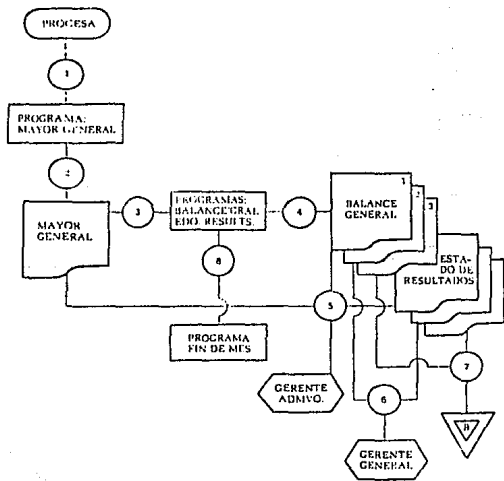 PROCESA
1
PROGRAMA:
MAYOR GENERAL
2
MAYOR
GENERAL
3
PROGRAMAS:
BALANCE GRAL
EDO. RESULTS.
4
BALANCE
GENERAL
1
2
3
ESTA-
DO DE
RESULTADOS
8
5
PROGRAMA
FIN DE MES
GERENTE
ADMVO.
6
7
GERENTE
GENERAL